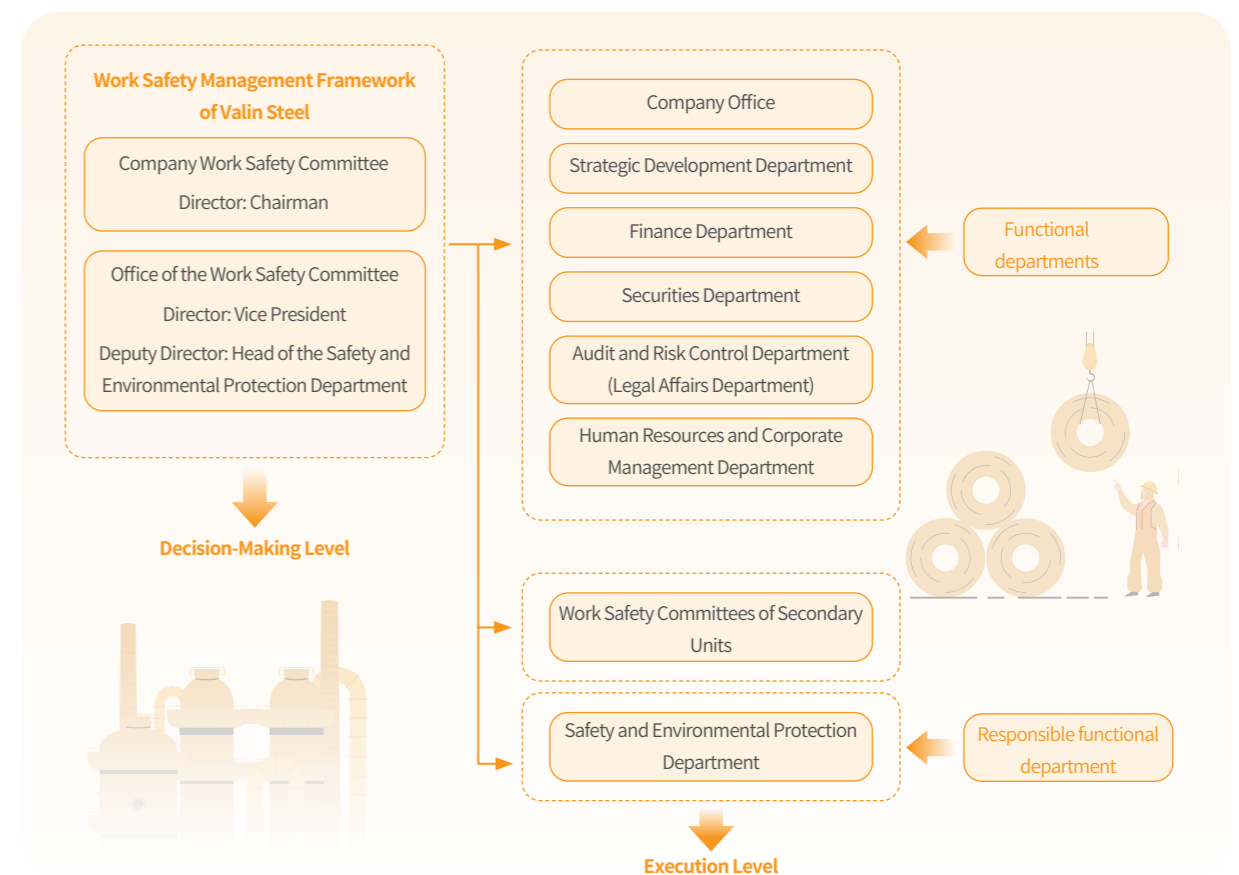 Work Safety Management Framework
of Valin Steel
Company Work Safety Committee
Director: Chairman
Office of the Work Safety Committee
Director: Vice President
Deputy Director: Head of the Safety and
Environmental Protection Department
Decision-Making Level
Company Office
Strategic Development Department
Finance Department
Securities Department
Audit and Risk Control Department
(Legal Affairs Department)
Human Resources and Corporate
Management Department
Functional
departments
Work Safety Committees of Secondary
Units
Safety and Environmental Protection
Department
Responsible functional
department
Execution Level